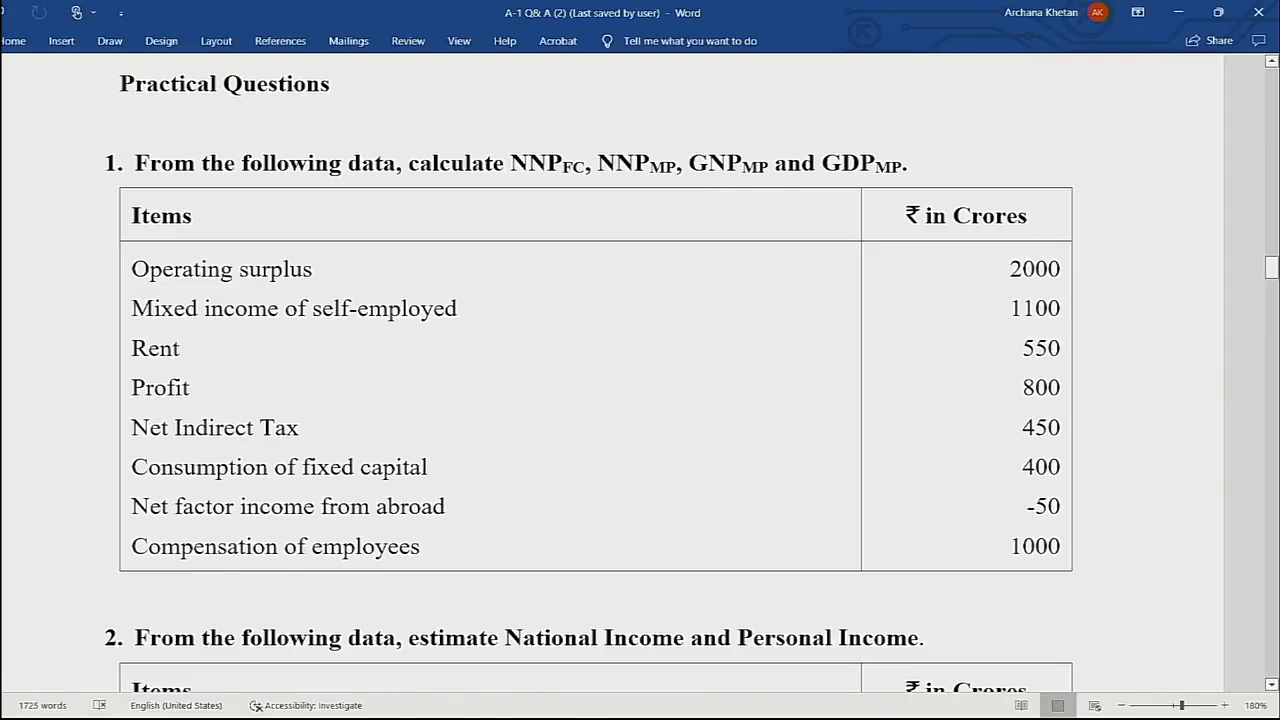 A-1 Q& A (2) (Last saved by user) - Word
Archana Khetan AK
Home Insert Draw Design Layout References Mailings Review View Help Acrobat Tell me what you want to do Share
Practical Questions
1. From the following data, calculate NNPFC, NNPMP, GNPMP and GDPMP.
Items ₹ in Crores
Operating surplus 2000
Mixed income of self-employed 1100
Rent 550
Profit 800
Net Indirect Tax 450
Consumption of fixed capital 400
Net factor income from abroad -50
Compensation of employees 1000
2. From the following data, estimate National Income and Personal Income.
Items ₹ in Crores
1725 words English (United States) Accessibility: Investigate 180%